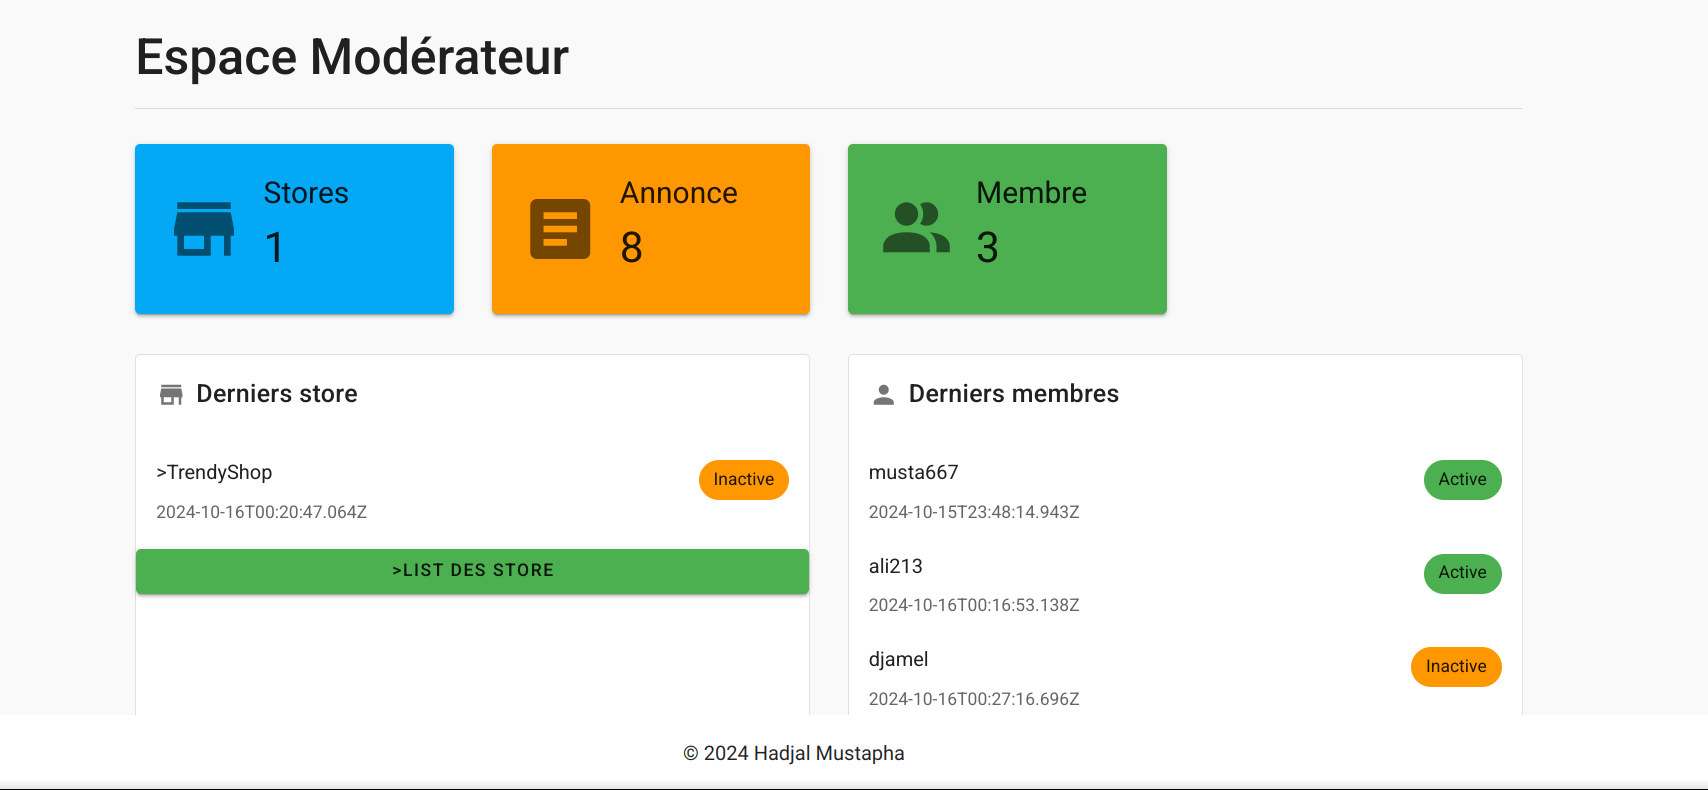 Espace Modérateur
Stores
1
Annonce
8
Membre
3
Derniers store
>TrendyShop
Inactive
2024-10-16T00:20:47.064Z
>LIST DES STORE
Derniers membres
musta667
Active
2024-10-15T23:48:14.943Z
ali213
Active
2024-10-16T00:16:53.138Z
djamel
Inactive
2024-10-16T00:27:16.696Z
© 2024 Hadjal Mustapha